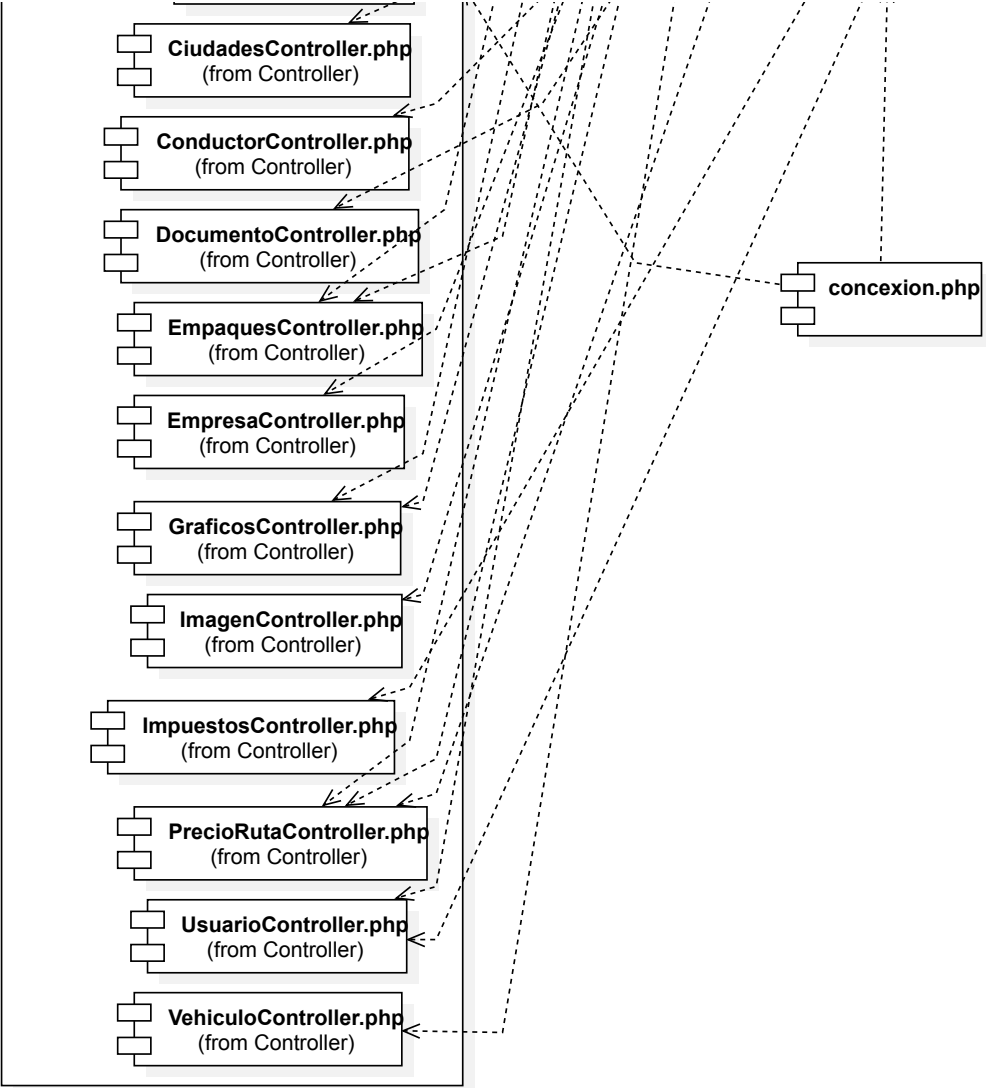 CiudadesController.php
(from Controller)
ConductorController.php
(from Controller)
DocumentoController.php
(from Controller)
concexion.php
EmpaquesController.php
(from Controller)
EmpresaController.php
(from Controller)
GraficosController.php
(from Controller)
ImagenController.php
(from Controller)
ImpuestosController.php
(from Controller)
PrecioRutaController.php
(from Controller)
UsuarioController.php
(from Controller)
VehiculoController.php
(from Controller)